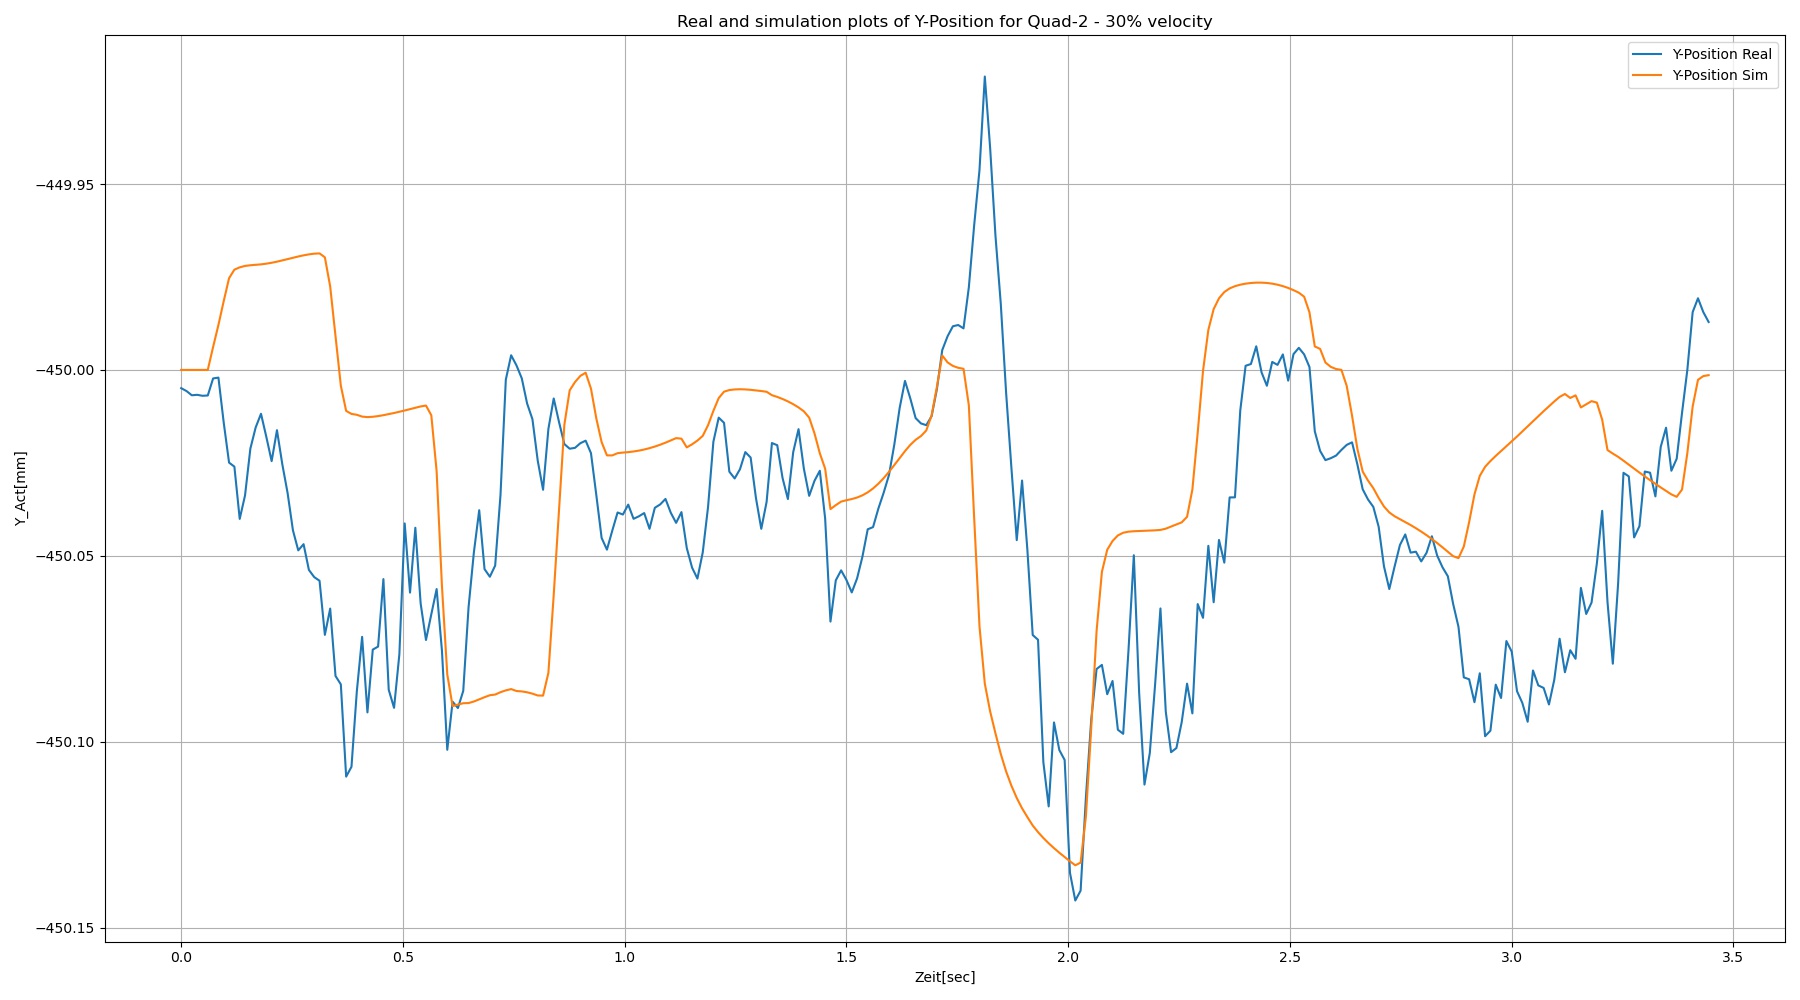 Real and simulation plots of Y-Position for Quad-2 - 30% velocity
Y-Position Real
Y-Position Sim
−449.95
−450.00
−450.05
−450.10
−450.15
Y_Act[mm]
0.0 0.5 1.0 1.5 2.0 2.5 3.0 3.5
Zeit[sec]